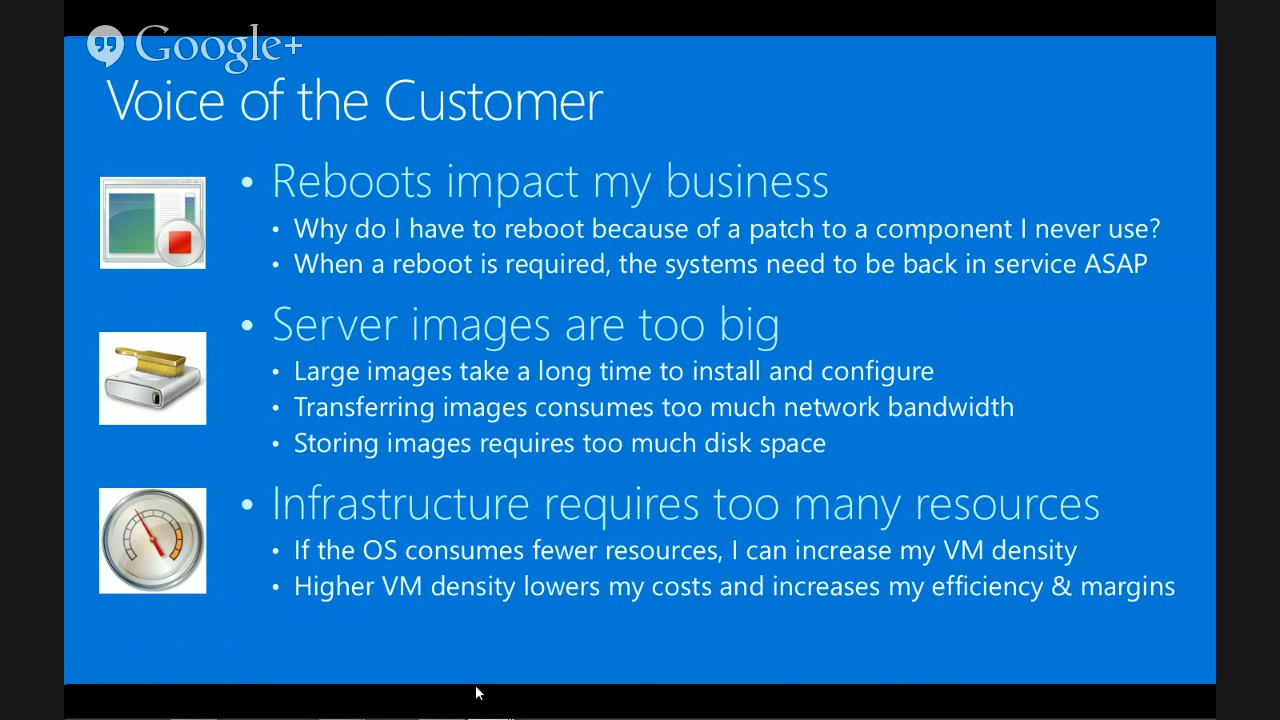 Google+
Voice of the Customer
• Reboots impact my business
• Why do I have to reboot because of a patch to a component I never use?
• When a reboot is required, the systems need to be back in service ASAP
• Server images are too big
• Large images take a long time to install and configure
• Transferring images consumes too much network bandwidth
• Storing images requires too much disk space
• Infrastructure requires too many resources
• If the OS consumes fewer resources, I can increase my VM density
• Higher VM density lowers my costs and increases my efficiency & margins